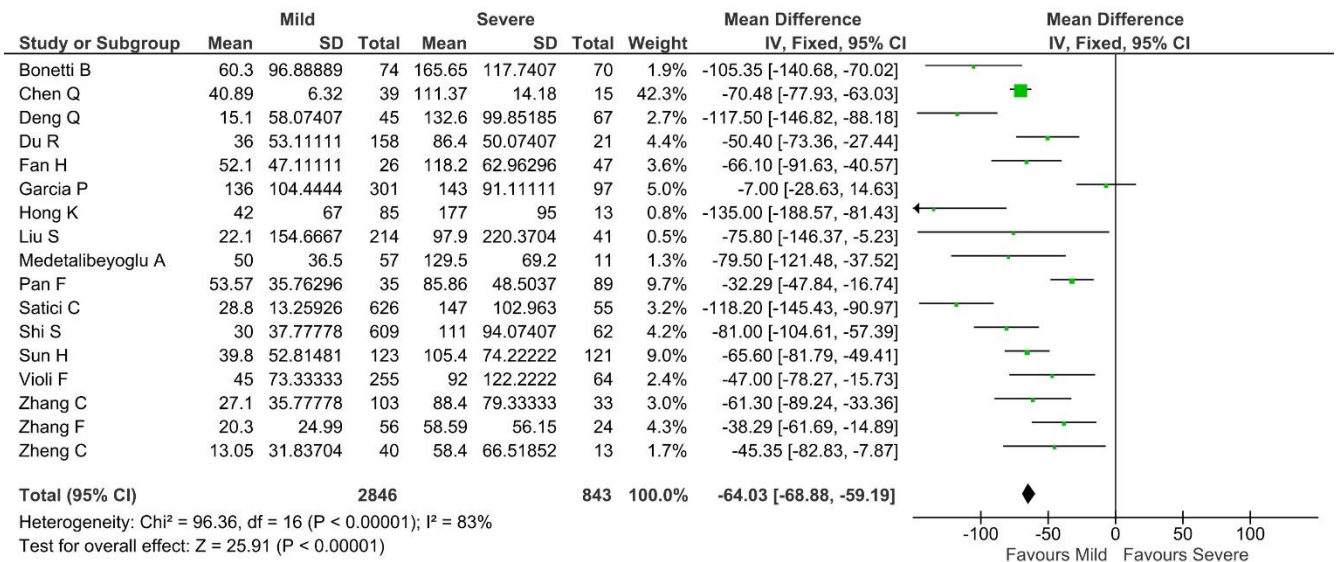 Mild Severe Mean Difference Mean Difference
Study or Subgroup Mean SD Total Mean SD Total Weight IV, Fixed, 95% CI IV, Fixed, 95% CI
Bonetti B 60.3 96.88889 74 165.65 117.7407 70 1.9% -105.35 [-140.68, -70.02]
Chen Q 40.89 6.32 39 111.37 14.18 15 42.3% -70.48 [-77.93, -63.03]
Deng Q 15.1 58.07407 45 132.6 99.85185 67 2.7% -117.50 [-146.82, -88.18]
Du R 36 53.11111 158 86.4 50.07407 21 4.4% -50.40 [-73.36, -27.44]
Fan H 52.1 47.11111 26 118.2 62.96296 47 3.6% -66.10 [-91.63, -40.57]
Garcia P 136 104.4444 301 143 91.11111 97 5.0% -7.00 [-28.63, 14.63]
Hong K 42 67 85 177 95 13 0.8% -135.00 [-188.57, -81.43]
Liu S 22.1 154.6667 214 97.9 220.3704 41 0.5% -75.80 [-146.37, -5.23]
Medetalibeyoglu A 50 36.5 57 129.5 69.2 11 1.3% -79.50 [-121.48, -37.52]
Pan F 53.57 35.76296 35 85.86 48.5037 89 9.7% -32.29 [-47.84, -16.74]
Satici C 28.8 13.25926 626 147 102.963 55 3.2% -118.20 [-145.43, -90.97]
Shi S 30 37.77778 609 111 94.07407 62 4.2% -81.00 [-104.61, -57.39]
Sun H 39.8 52.81481 123 105.4 74.22222 121 9.0% -65.60 [-81.79, -49.41]
Violi F 45 73.33333 255 92 122.2222 64 2.4% -47.00 [-78.27, -15.73]
Zhang C 27.1 35.77778 103 88.4 79.33333 33 3.0% -61.30 [-89.24, -33.36]
Zhang F 20.3 24.99 56 58.59 56.15 24 4.3% -38.29 [-61.69, -14.89]
Zheng C 13.05 31.83704 40 58.4 66.51852 13 1.7% -45.35 [-82.83, -7.87]
Total (95% CI) 2846 843 100.0% -64.03 [-68.88, -59.19]
Heterogeneity: Chi² = 96.36, df = 16 (P < 0.00001); I² = 83%
Test for overall effect: Z = 25.91 (P < 0.00001)
-100 -50 0 50 100
Favours Mild Favours Severe